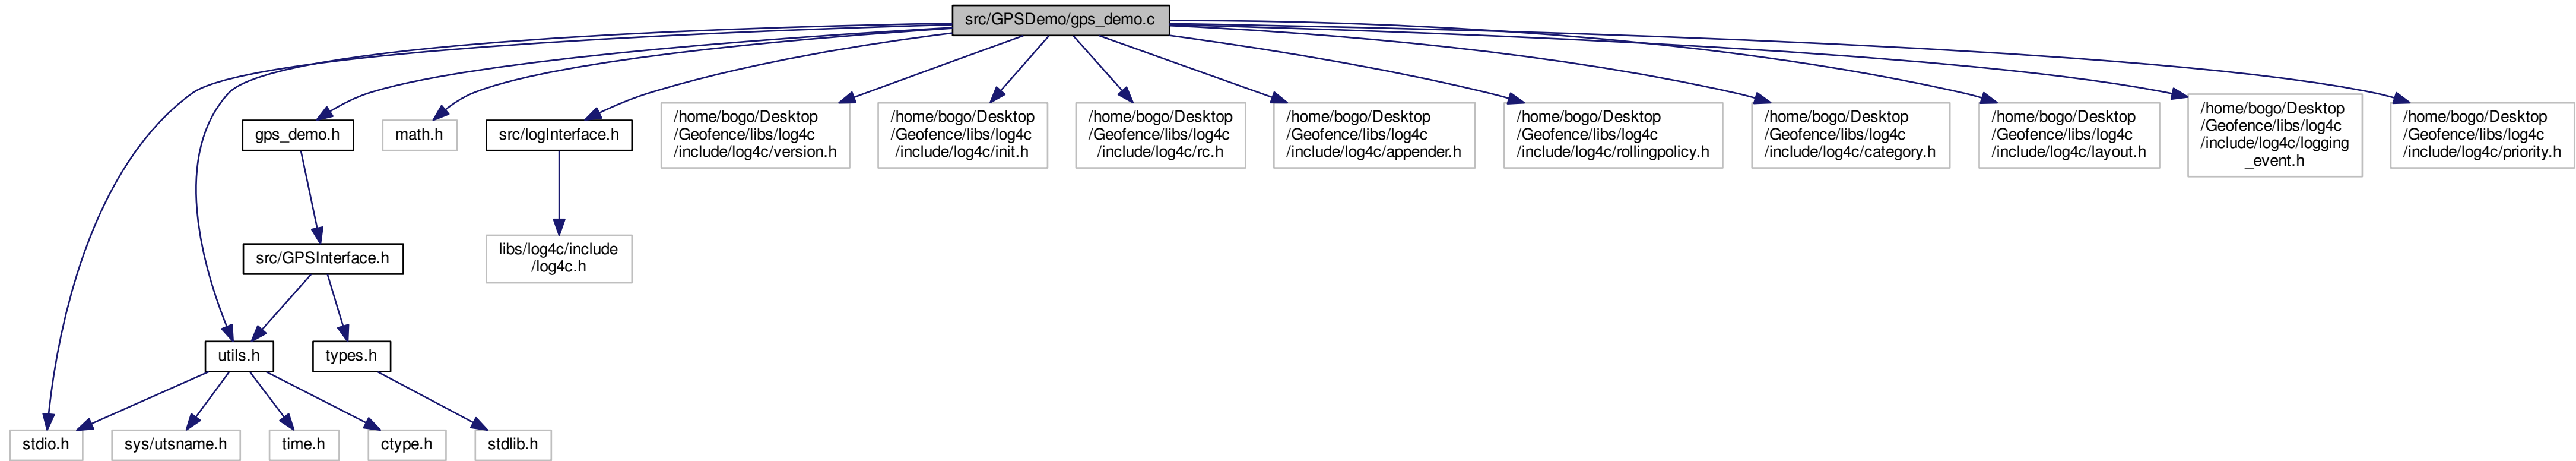 src/GPSDemo/gps_demo.c
gps_demo.h
math.h
src/logInterface.h
/home/bogo/Desktop
/Geofence/libs/log4c
/include/log4c/version.h
/home/bogo/Desktop
/Geofence/libs/log4c
/include/log4c/init.h
/home/bogo/Desktop
/Geofence/libs/log4c
/include/log4c/rc.h
/home/bogo/Desktop
/Geofence/libs/log4c
/include/log4c/appender.h
/home/bogo/Desktop
/Geofence/libs/log4c
/include/log4c/rollingpolicy.h
/home/bogo/Desktop
/Geofence/libs/log4c
/include/log4c/category.h
/home/bogo/Desktop
/Geofence/libs/log4c
/include/log4c/layout.h
/home/bogo/Desktop
/Geofence/libs/log4c
/include/log4c/logging
_event.h
/home/bogo/Desktop
/Geofence/libs/log4c
/include/log4c/priority.h
src/GPSInterface.h
libs/log4c/include
/log4c.h
utils.h
types.h
stdio.h
sys/utsname.h
time.h
ctype.h
stdlib.h